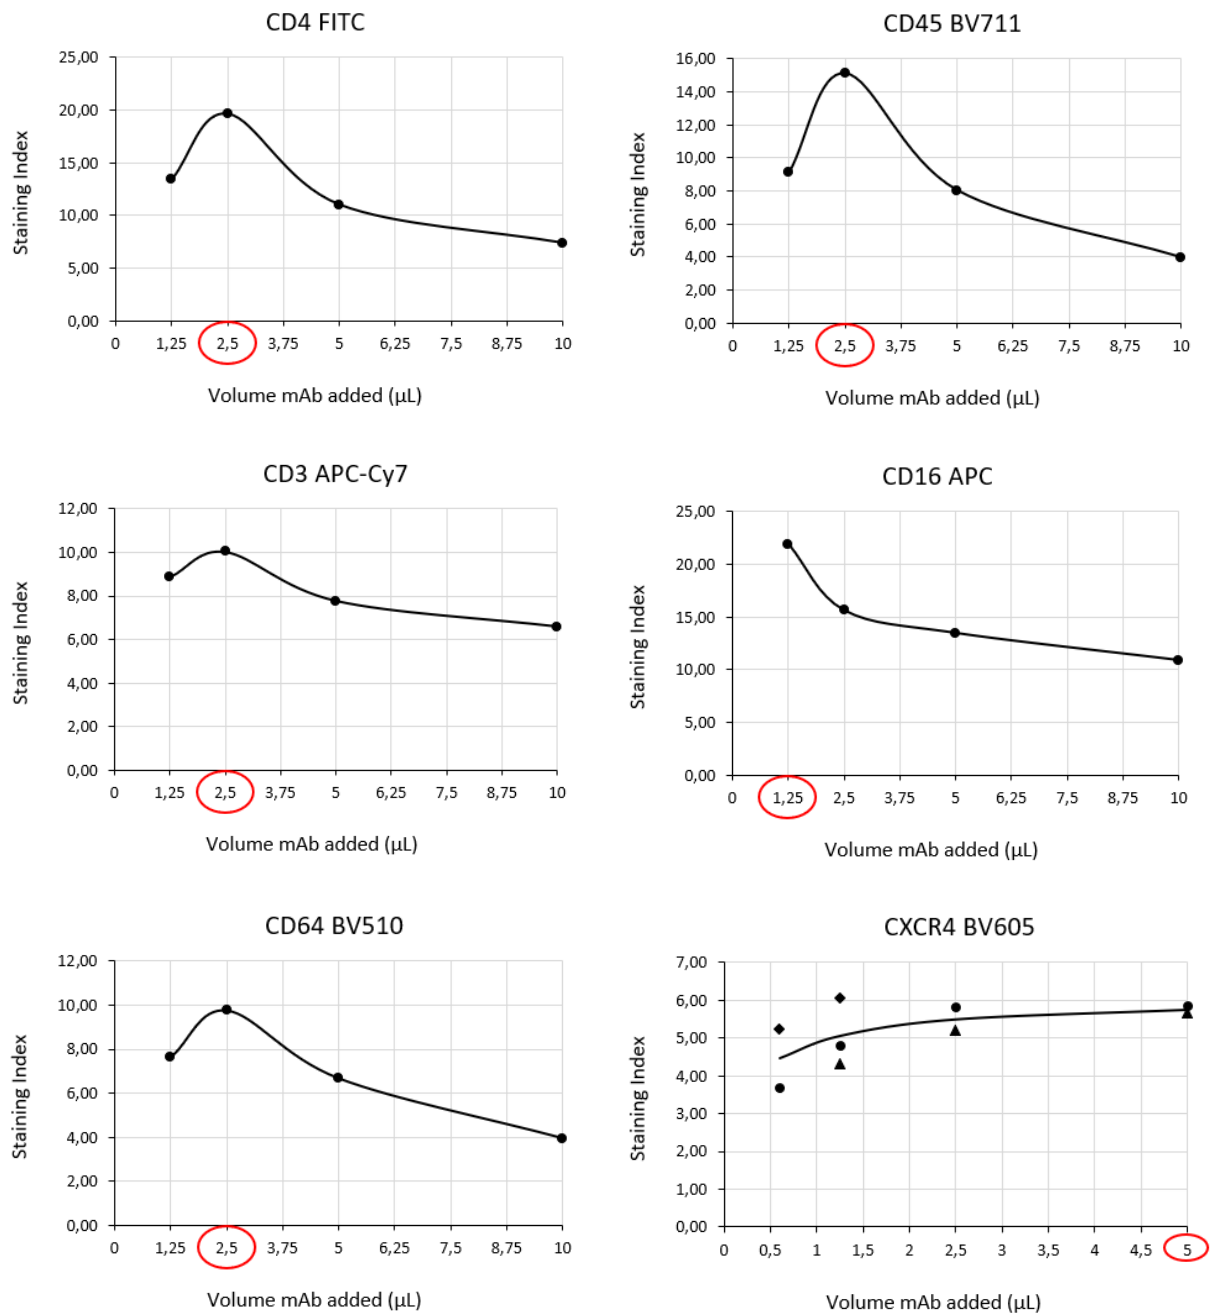 CD4 FITC
25,00
20,00
15,00
10,00
5,00
0,00
Staining Index
0 1,25 2,5 3,75 5 6,25 7,5 8,75 10
Volume mAb added (µL)
CD45 BV711
16,00
14,00
12,00
10,00
8,00
6,00
4,00
2,00
0,00
Staining Index
0 1,25 2,5 3,75 5 6,25 7,5 8,75 10
Volume mAb added (µL)
CD3 APC-Cy7
12,00
10,00
8,00
6,00
4,00
2,00
0,00
Staining Index
0 1,25 2,5 3,75 5 6,25 7,5 8,75 10
Volume mAb added (µL)
CD16 APC
25,00
20,00
15,00
10,00
5,00
0,00
Staining Index
0 1,25 2,5 3,75 5 6,25 7,5 8,75 10
Volume mAb added (µL)
CD64 BV510
12,00
10,00
8,00
6,00
4,00
2,00
0,00
Staining Index
0 1,25 2,5 3,75 5 6,25 7,5 8,75 10
Volume mAb added (µL)
CXCR4 BV605
7,00
6,00
5,00
4,00
3,00
2,00
1,00
0,00
Staining Index
0 0,5 1 1,5 2 2,5 3 3,5 4 4,5 5
Volume mAb added (µL)